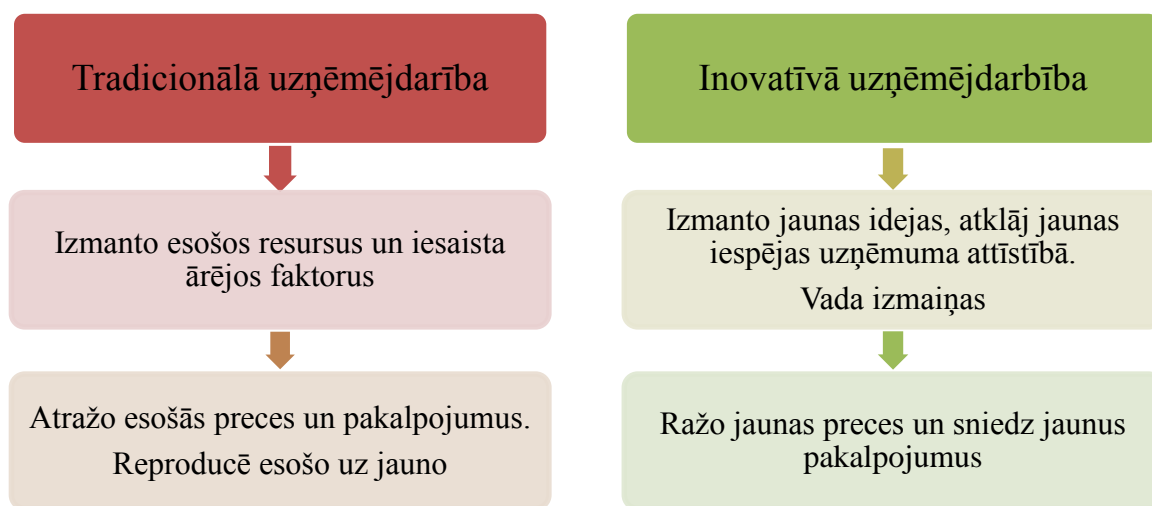 Tradicionālā uzņēmējdarība
Izmanto esošos resursus un iesaista
ārējos faktorus
Atražo esošās preces un pakalpojumus.
Reproducē esošo uz jauno
Inovatīvā uzņēmējdarbība
Izmanto jaunas idejas, atklāj jaunas
iespējas uzņēmuma attīstībā.
Vada izmaiņas
Ražo jaunas preces un sniedz jaunus
pakalpojumus